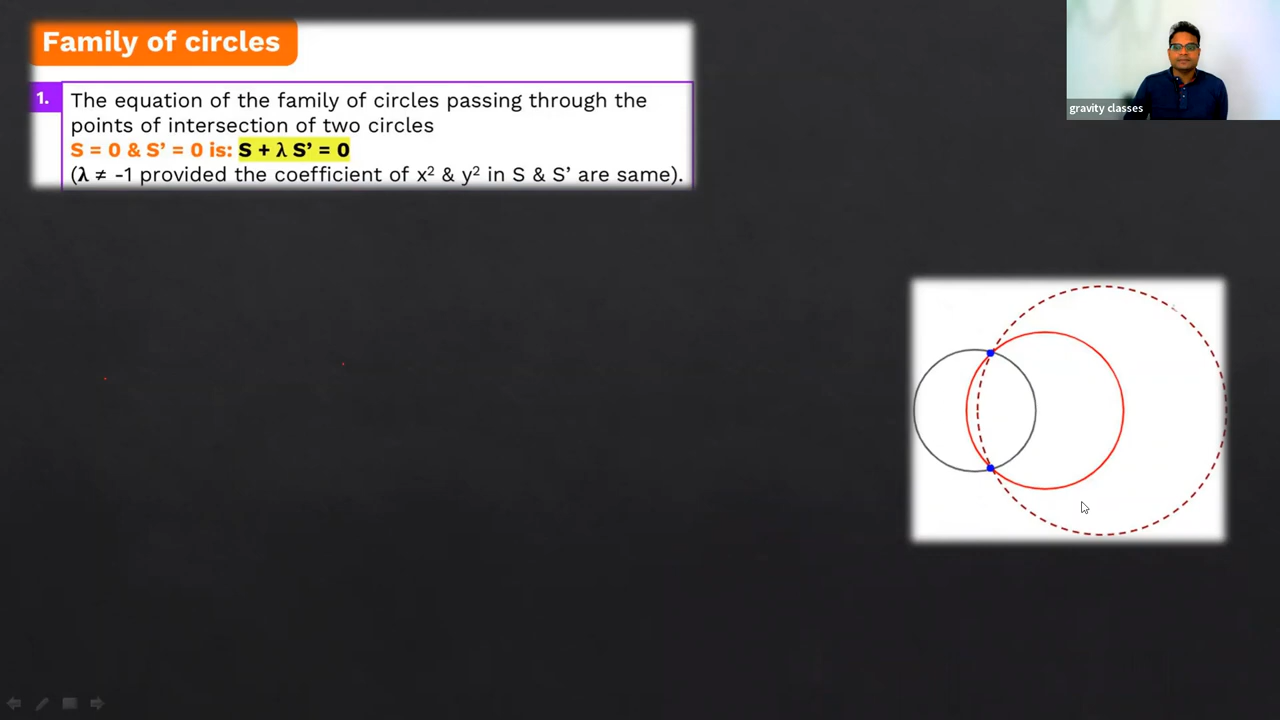 Family of circles
1. The equation of the family of circles passing through the
points of intersection of two circles
S = 0 & S’ = 0 is: S + λ S’ = 0
(λ ≠ -1 provided the coefficient of x² & y² in S & S’ are same).
gravity classes